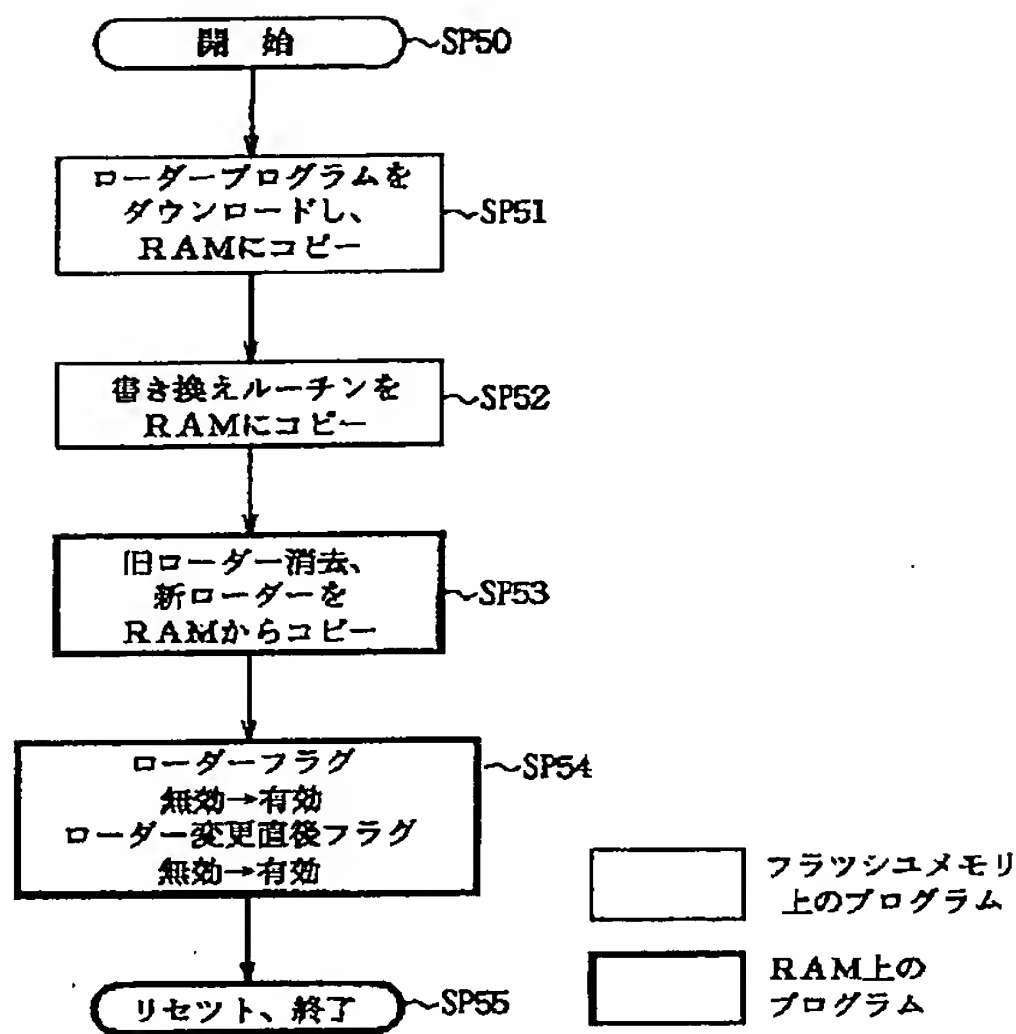 開 始
~SP50
ローダープログラムを
ダウンロードし、
RAMにコピー
~SP51
書き換えルーチンを
RAMにコピー
~SP52
旧ローダー消去、
新ローダーを
RAMからコピー
~SP53
ローダーフラグ
無効→有効
ローダー変更直後フラグ
無効→有効
~SP54
リセツト、終了
~SP55
フラツシユメモリ
上のプログラム
RAM上の
プログラム